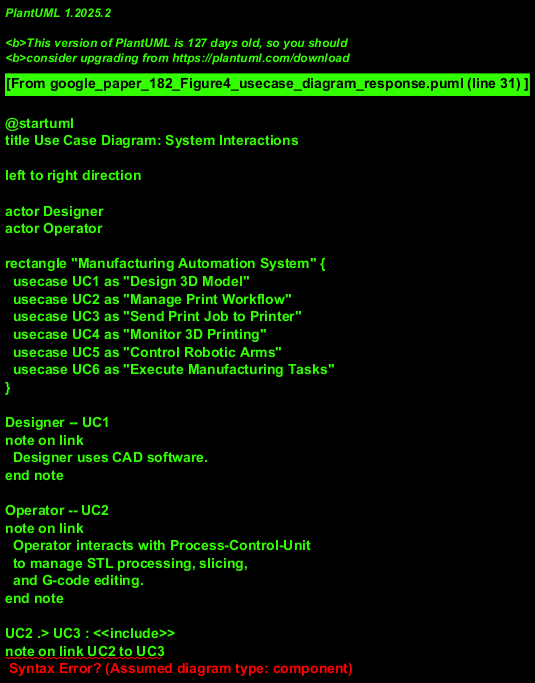 PlantUML 1.2025.2
<b>This version of PlantUML is 127 days old, so you should
<b>consider upgrading from https://plantuml.com/download
[From google_paper_182_Figure4_usecase_diagram_response.puml (line 31) ]
@startuml
title Use Case Diagram: System Interactions
left to right direction
actor Designer
actor Operator
rectangle "Manufacturing Automation System" {
usecase UC1 as "Design 3D Model"
usecase UC2 as "Manage Print Workflow"
usecase UC3 as "Send Print Job to Printer"
usecase UC4 as "Monitor 3D Printing"
usecase UC5 as "Control Robotic Arms"
usecase UC6 as "Execute Manufacturing Tasks"
}
Designer -- UC1
note on link
Designer uses CAD software.
end note
Operator -- UC2
note on link
Operator interacts with Process-Control-Unit
to manage STL processing, slicing,
and G-code editing.
end note
UC2 .> UC3 : <<include>>
note on link UC2 to UC3
Syntax Error? (Assumed diagram type: component)